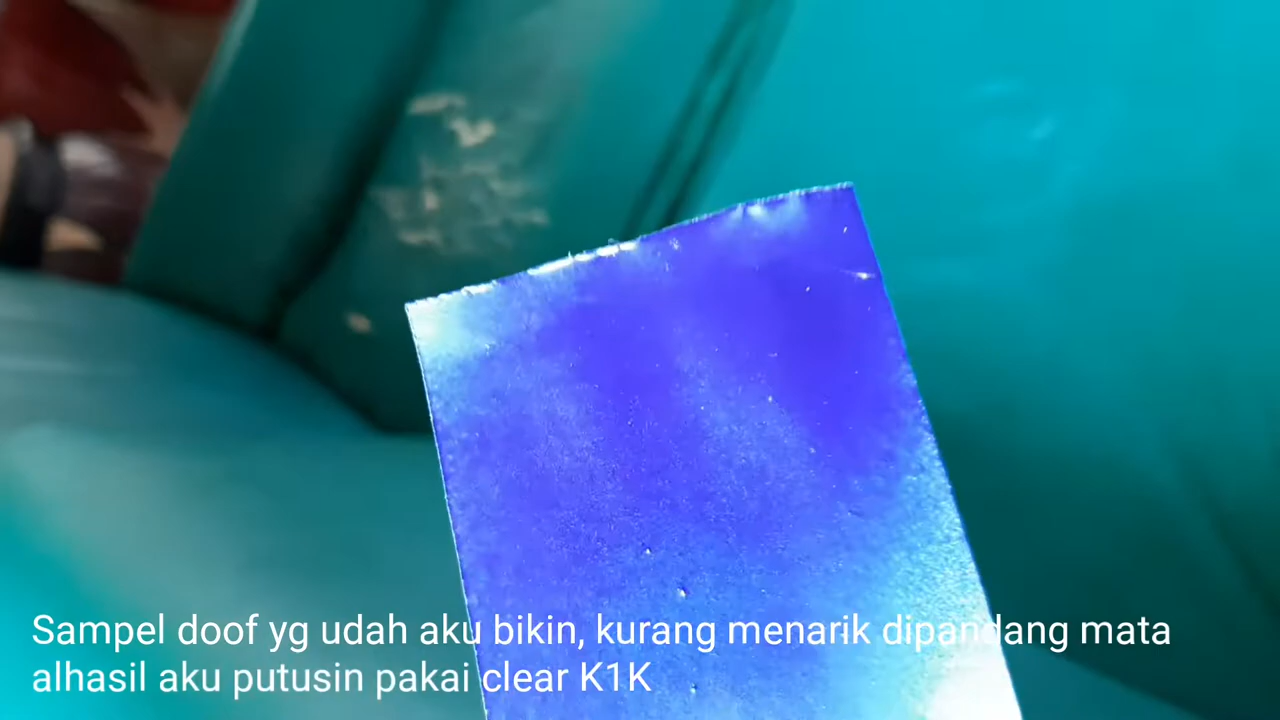 Sampel doof yg udah aku bikin, kurang menarik dipandang mata
alhasil aku putusin pakai clear K1K